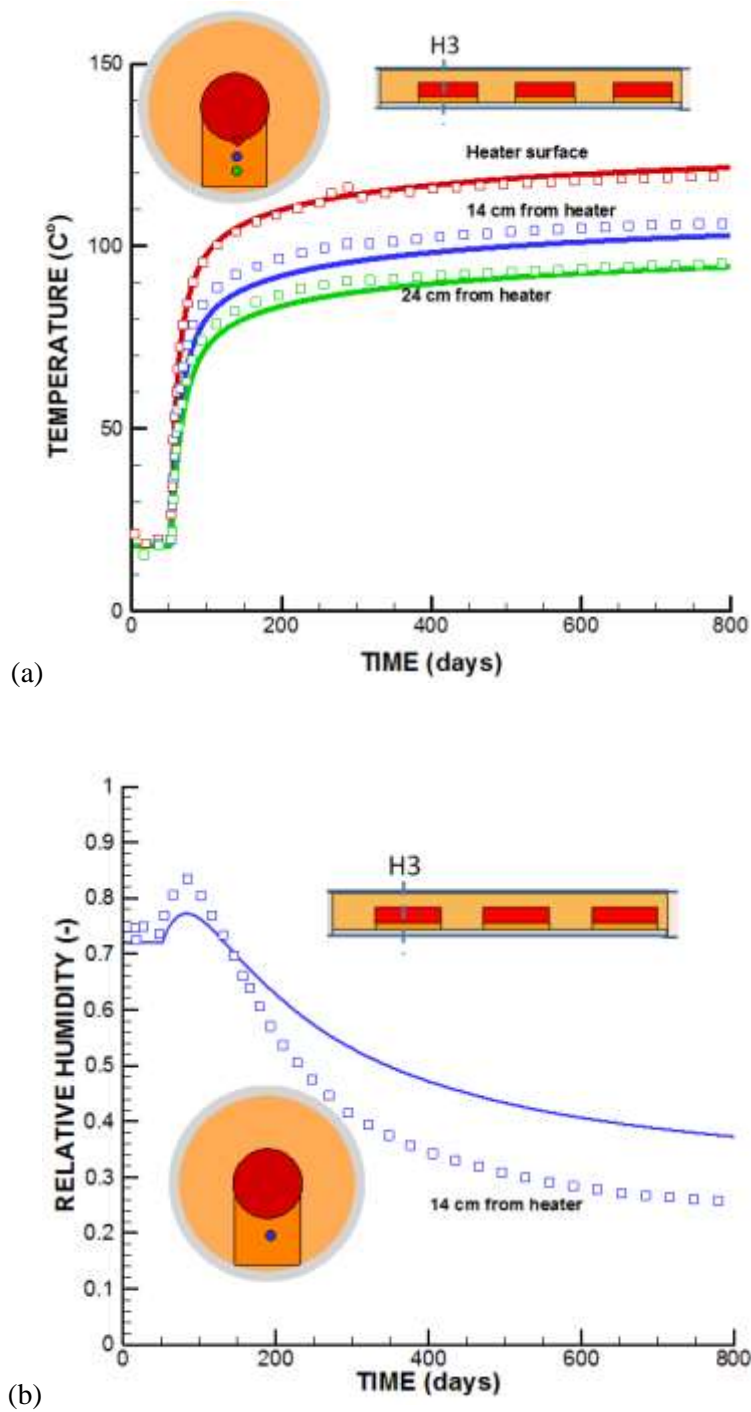 H3
150
100
50
0
TEMPERATURE (C°)
Heater surface
14 cm from heater
24 cm from heater
0 200 400 600 800
TIME (days)
(a)
1
0.9
0.8
0.7
0.6
0.5
0.4
0.3
0.2
0.1
0
RELATIVE HUMIDITY (-)
H3
14 cm from heater
0 200 400 600 800
TIME (days)
(b)